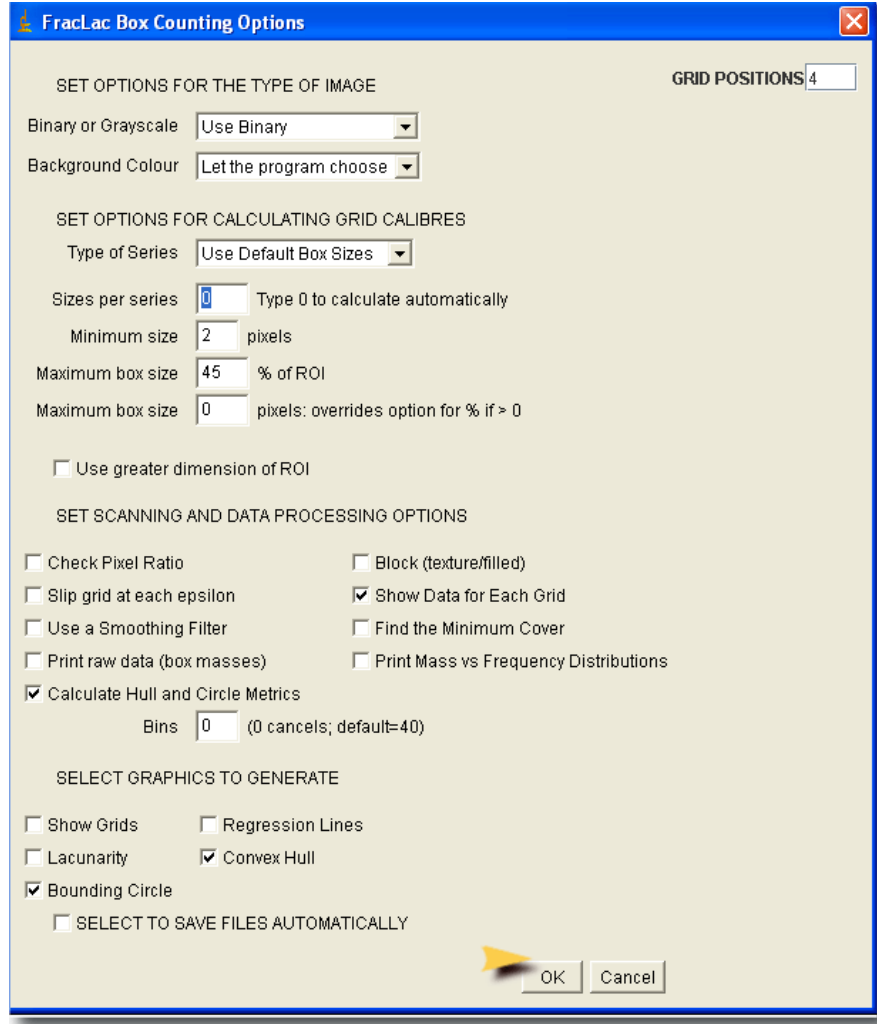 FracLac Box Counting Options
SET OPTIONS FOR THE TYPE OF IMAGE
GRID POSITIONS 4
Binary or Grayscale Use Binary
Background Colour Let the program choose
SET OPTIONS FOR CALCULATING GRID CALIBRES
Type of Series Use Default Box Sizes
Sizes per series 0 Type 0 to calculate automatically
Minimum size 2 pixels
Maximum box size 45 % of ROI
Maximum box size 0 pixels: overrides option for % if > 0
Use greater dimension of ROI
SET SCANNING AND DATA PROCESSING OPTIONS
Check Pixel Ratio Block (texture/filled)
Slip grid at each epsilon Show Data for Each Grid
Use a Smoothing Filter Find the Minimum Cover
Print raw data (box masses) Print Mass vs Frequency Distributions
Calculate Hull and Circle Metrics
Bins 0 (0 cancels; default=40)
SELECT GRAPHICS TO GENERATE
Show Grids Regression Lines
Lacunarity Convex Hull
Bounding Circle
SELECT TO SAVE FILES AUTOMATICALLY
OK Cancel